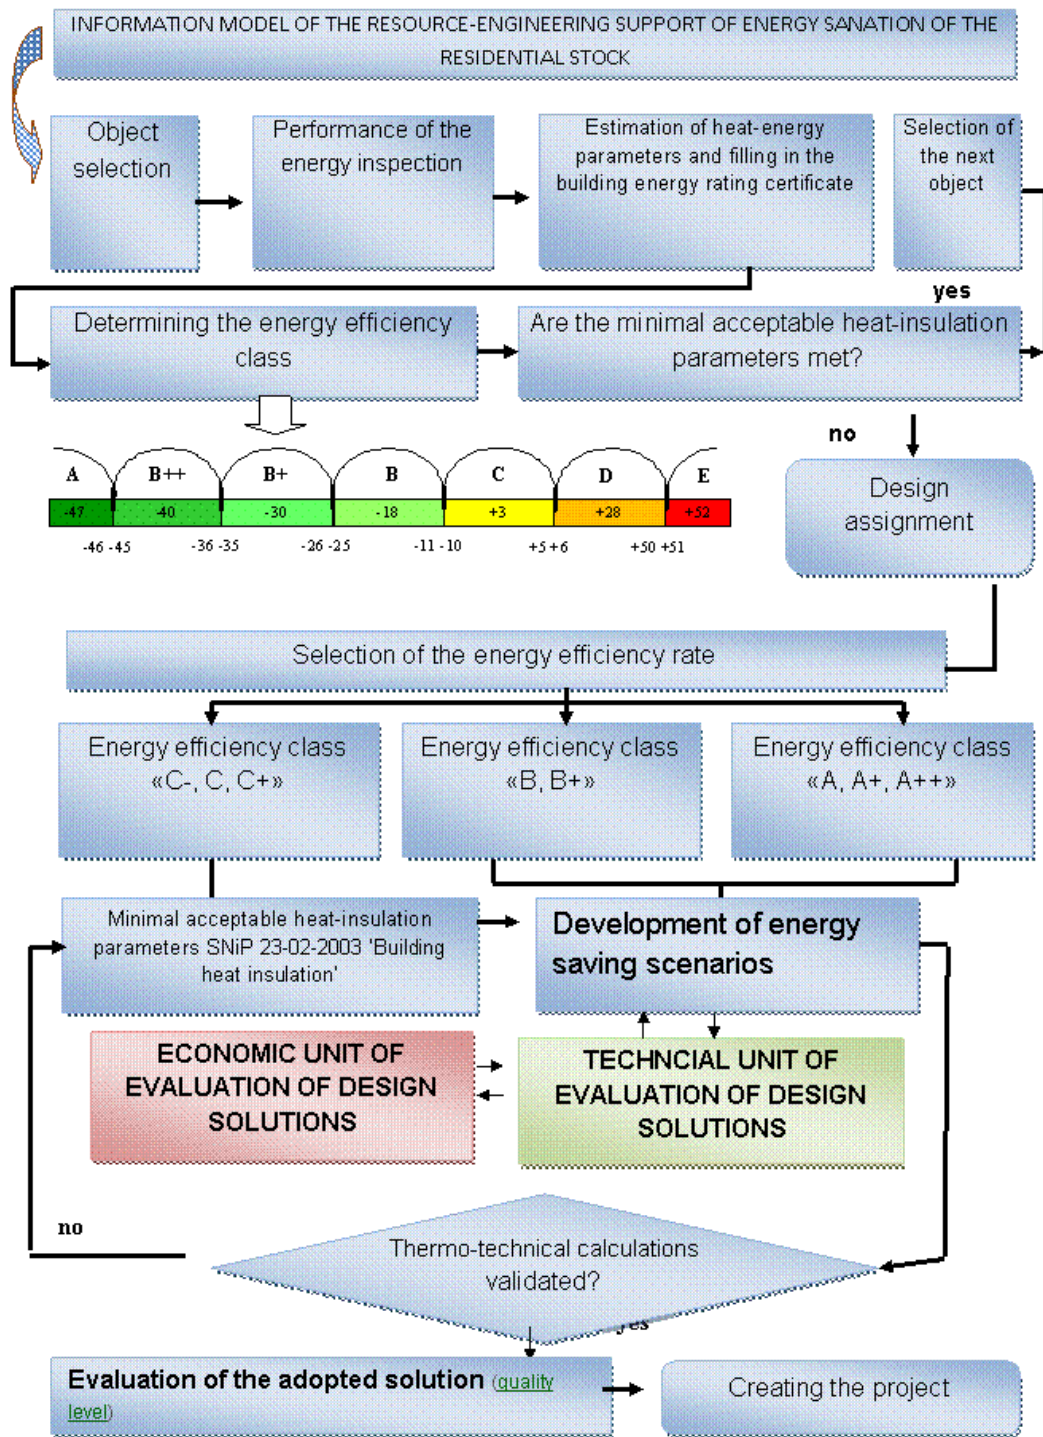 INFORMATION MODEL OF THE RESOURCE-ENGINEERING SUPPORT OF ENERGY SANATION OF THE
RESIDENTIAL STOCK
Object
selection
Performance of the
energy inspection
Estimation of heat-energy
parameters and filling in the
building energy rating certificate
Selection of
the next
object
yes
Determining the energy efficiency
class
Are the minimal acceptable heat-insulation
parameters met?
no
A B++ B+ B C D E
-47 -40 -30 -18 +3 +28 +52
-46 -45 -36 -35 -26 -25 -11 -10 +5 +6 +50 +51
Design
assignment
Selection of the energy efficiency rate
Energy efficiency class
«C-, C, C+»
Energy efficiency class
«B, B+»
Energy efficiency class
«A, A+, A++»
Minimal acceptable heat-insulation
parameters SNiP 23-02-2003 'Building
heat insulation'
Development of energy
saving scenarios
ECONOMIC UNIT OF
EVALUATION OF DESIGN
SOLUTIONS
TECHNCIAL UNIT OF
EVALUATION OF DESIGN
SOLUTIONS
no
Thermo-technical calculations
validated?
yes
Evaluation of the adopted solution (quality
level)
Creating the project